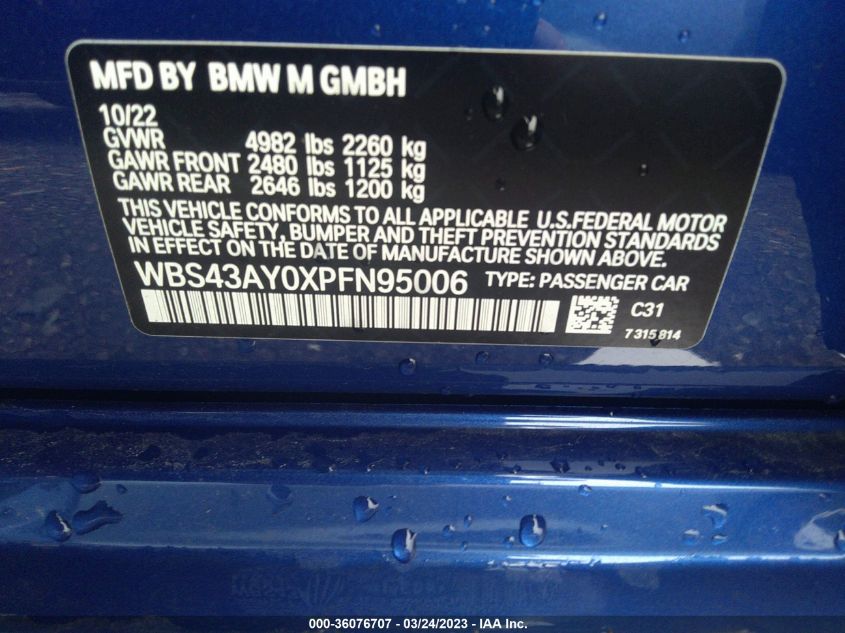 MFD BY BMW M GMBH
10/22
GVWR 4982 lbs 2260 kg
GAWR FRONT 2480 lbs 1125 kg
GAWR REAR 2646 lbs 1200 kg
THIS VEHICLE CONFORMS TO ALL APPLICABLE U.S.FEDERAL MOTOR
VEHICLE SAFETY, BUMPER AND THEFT PREVENTION STANDARDS
IN EFFECT ON THE DATE OF MANUFACTURE SHOWN ABOVE.
WBS43AY0XPFN95006 TYPE: PASSENGER CAR
C31
7 315 814
000-36076707 — 03/24/2023 — IAA Inc.